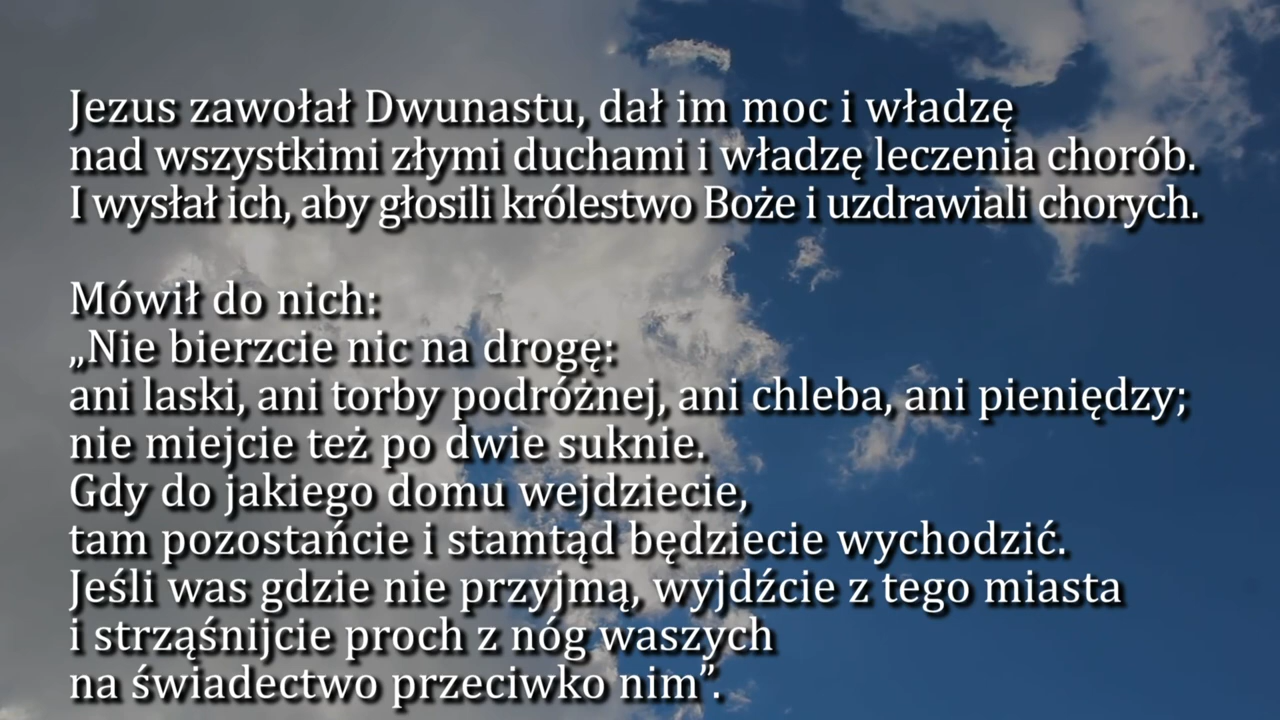 Jezus zawołał Dwunastu, dał im moc i władzę
nad wszystkimi złymi duchami i władzę leczenia chorób.
I wysłał ich, aby głosili królestwo Boże i uzdrawiali chorych.
Mówił do nich:
„Nie bierzcie nic na drogę:
ani laski, ani torby podróżnej, ani chleba, ani pieniędzy;
nie miejcie też po dwie suknie.
Gdy do jakiego domu wejdziecie,
tam pozostańcie i stamtąd będziecie wychodzić.
Jeśli was gdzie nie przyjmą, wyjdźcie z tego miasta
i strząśnijcie proch z nóg waszych
na świadectwo przeciwko nim”.